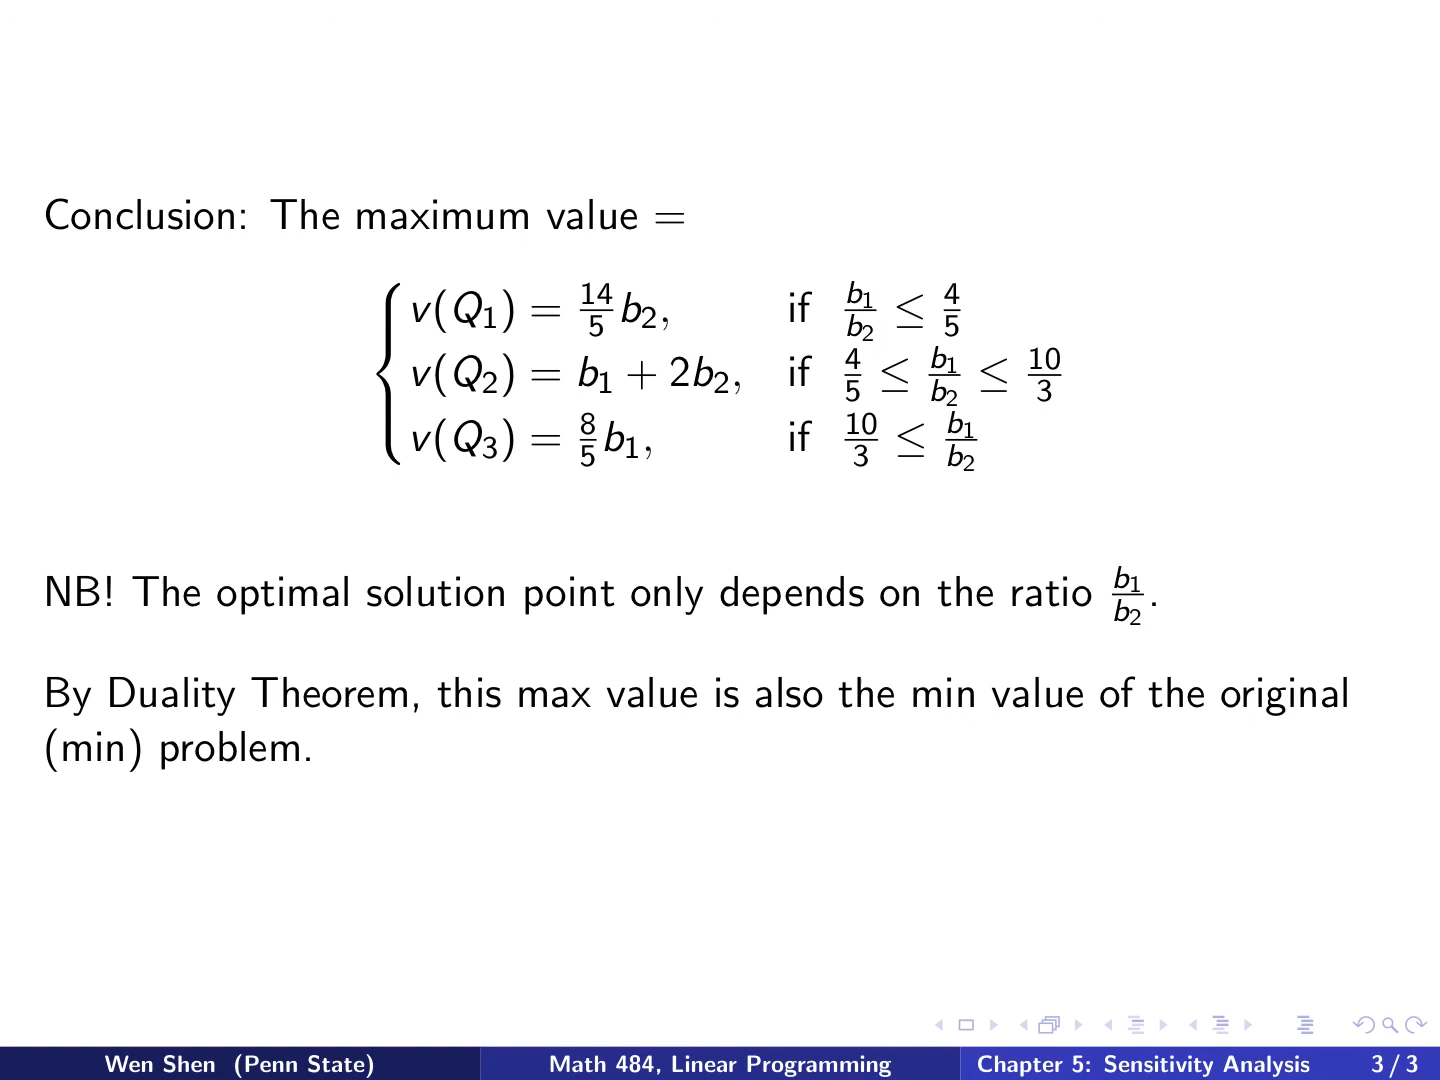 Conclusion: The maximum value =
v(Q₁) = 14/5 b₂, if b₁/b₂ ≤ 4/5
v(Q₂) = b₁ + 2b₂, if 4/5 ≤ b₁/b₂ ≤ 10/3
v(Q₃) = 8/5 b₁, if 10/3 ≤ b₁/b₂
NB! The optimal solution point only depends on the ratio b₁/b₂.
By Duality Theorem, this max value is also the min value of the original
(min) problem.
Wen Shen (Penn State) Math 484, Linear Programming Chapter 5: Sensitivity Analysis 3 / 3